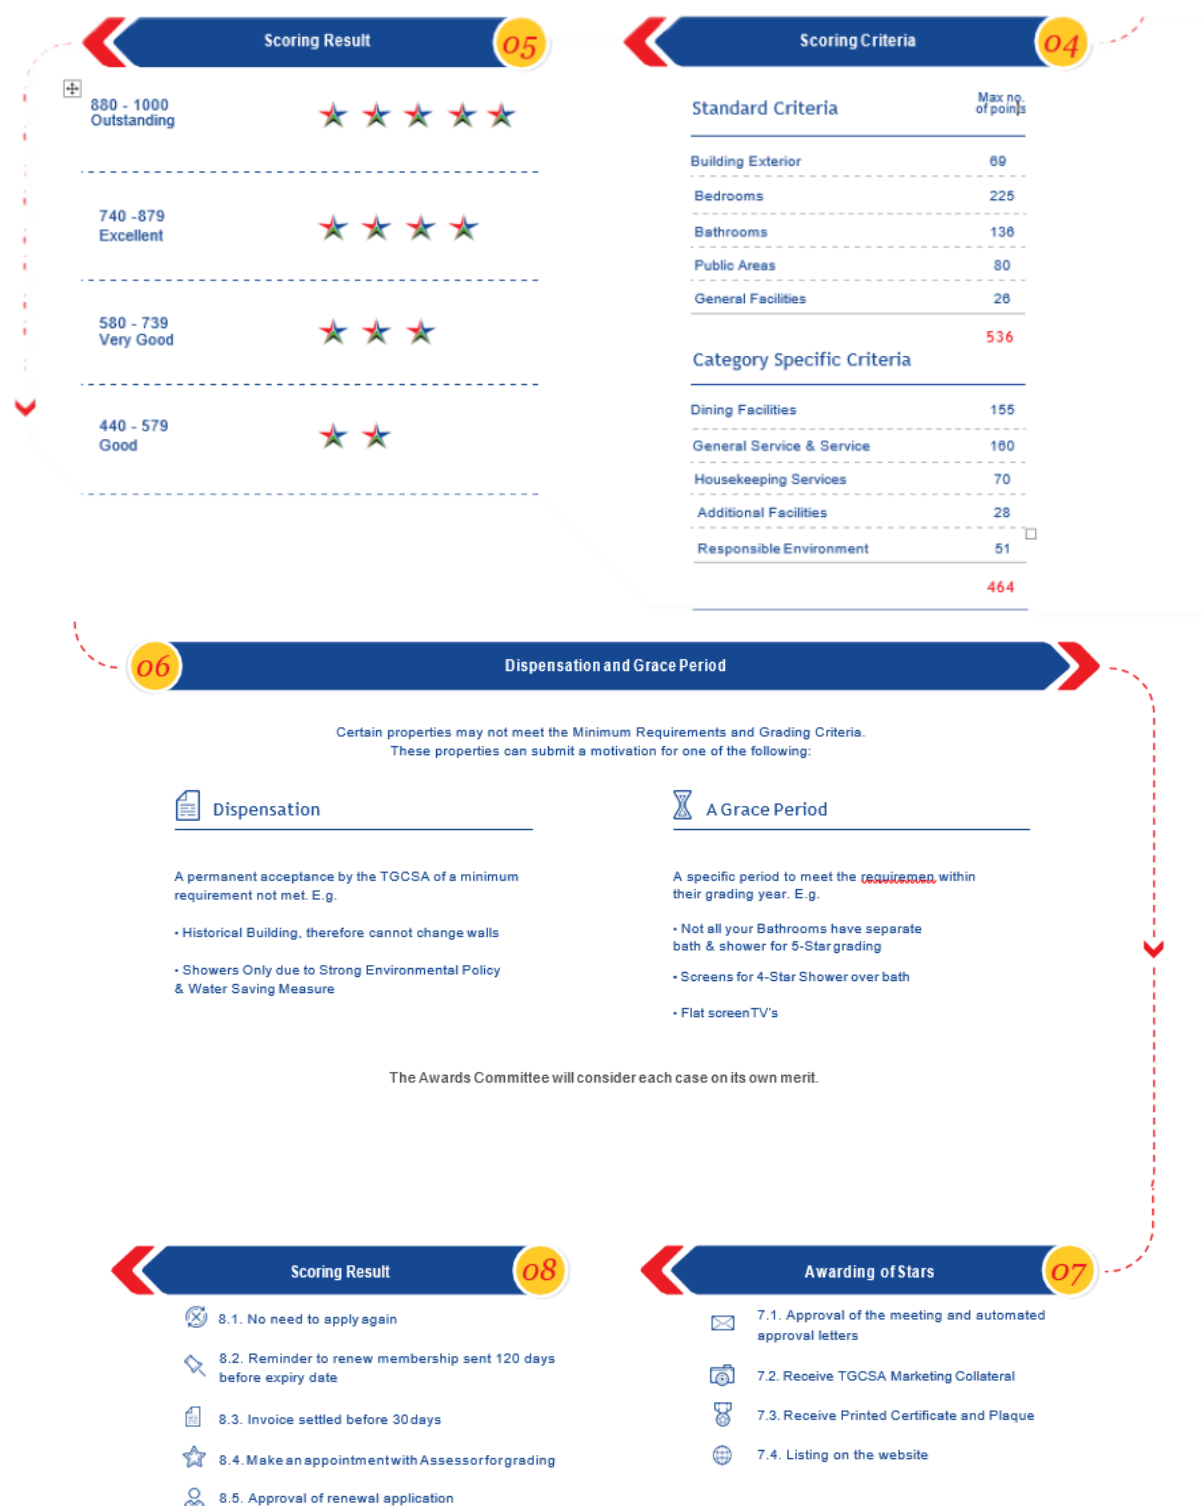 Scoring Result
05
880 - 1000
Outstanding
740 -879
Excellent
580 - 739
Very Good
440 - 579
Good
Scoring Criteria
04
Standard Criteria
Max no.
of points
Building Exterior 69
Bedrooms 225
Bathrooms 136
Public Areas 80
General Facilities 26
536
Category Specific Criteria
Dining Facilities 155
General Service & Service 160
Housekeeping Services 70
Additional Facilities 28
Responsible Environment 51
464
06
Dispensation and Grace Period
Certain properties may not meet the Minimum Requirements and Grading Criteria.
These properties can submit a motivation for one of the following:
Dispensation
A permanent acceptance by the TGCSA of a minimum
requirement not met. E.g.
• Historical Building, therefore cannot change walls
• Showers Only due to Strong Environmental Policy
& Water Saving Measure
A Grace Period
A specific period to meet the requiremen within
their grading year. E.g.
• Not all your Bathrooms have separate
bath & shower for 5-Star grading
• Screens for 4-Star Shower over bath
• Flat screen TV's
The Awards Committee will consider each case on its own merit.
Scoring Result
08
8.1. No need to apply again
8.2. Reminder to renew membership sent 120 days
before expiry date
8.3. Invoice settled before 30 days
8.4. Make an appointment with Assessor for grading
8.5. Approval of renewal application
Awarding of Stars
07
7.1. Approval of the meeting and automated
approval letters
7.2. Receive TGCSA Marketing Collateral
7.3. Receive Printed Certificate and Plaque
7.4. Listing on the website